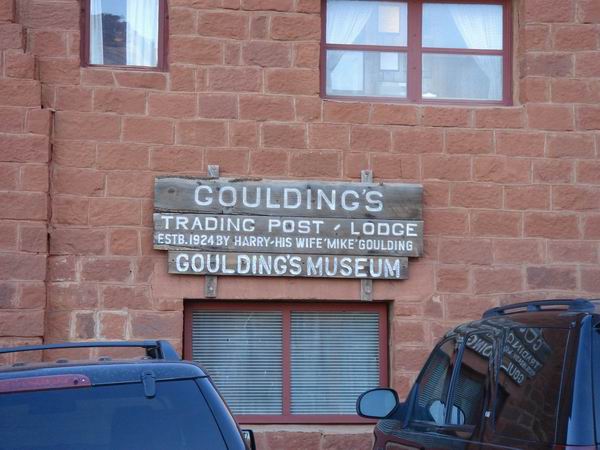 GOULDING'S
TRADING POST - LODGE
ESTB. 1924 BY HARRY-HIS WIFE 'MIKE' GOULDING
GOULDING'S MUSEUM